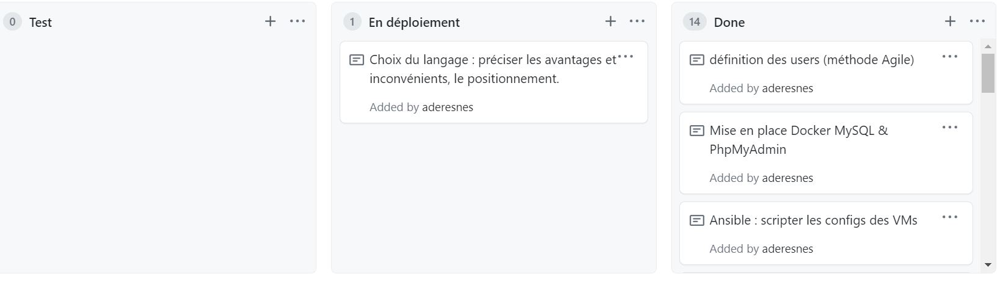 0 Test
1 En déploiement
Choix du langage : préciser les avantages et
inconvénients, le positionnement.
Added by aderesnes
14 Done
définition des users (méthode Agile)
Added by aderesnes
Mise en place Docker MySQL &
PhpMyAdmin
Added by aderesnes
Ansible : scripter les configs des VMs
Added by aderesnes